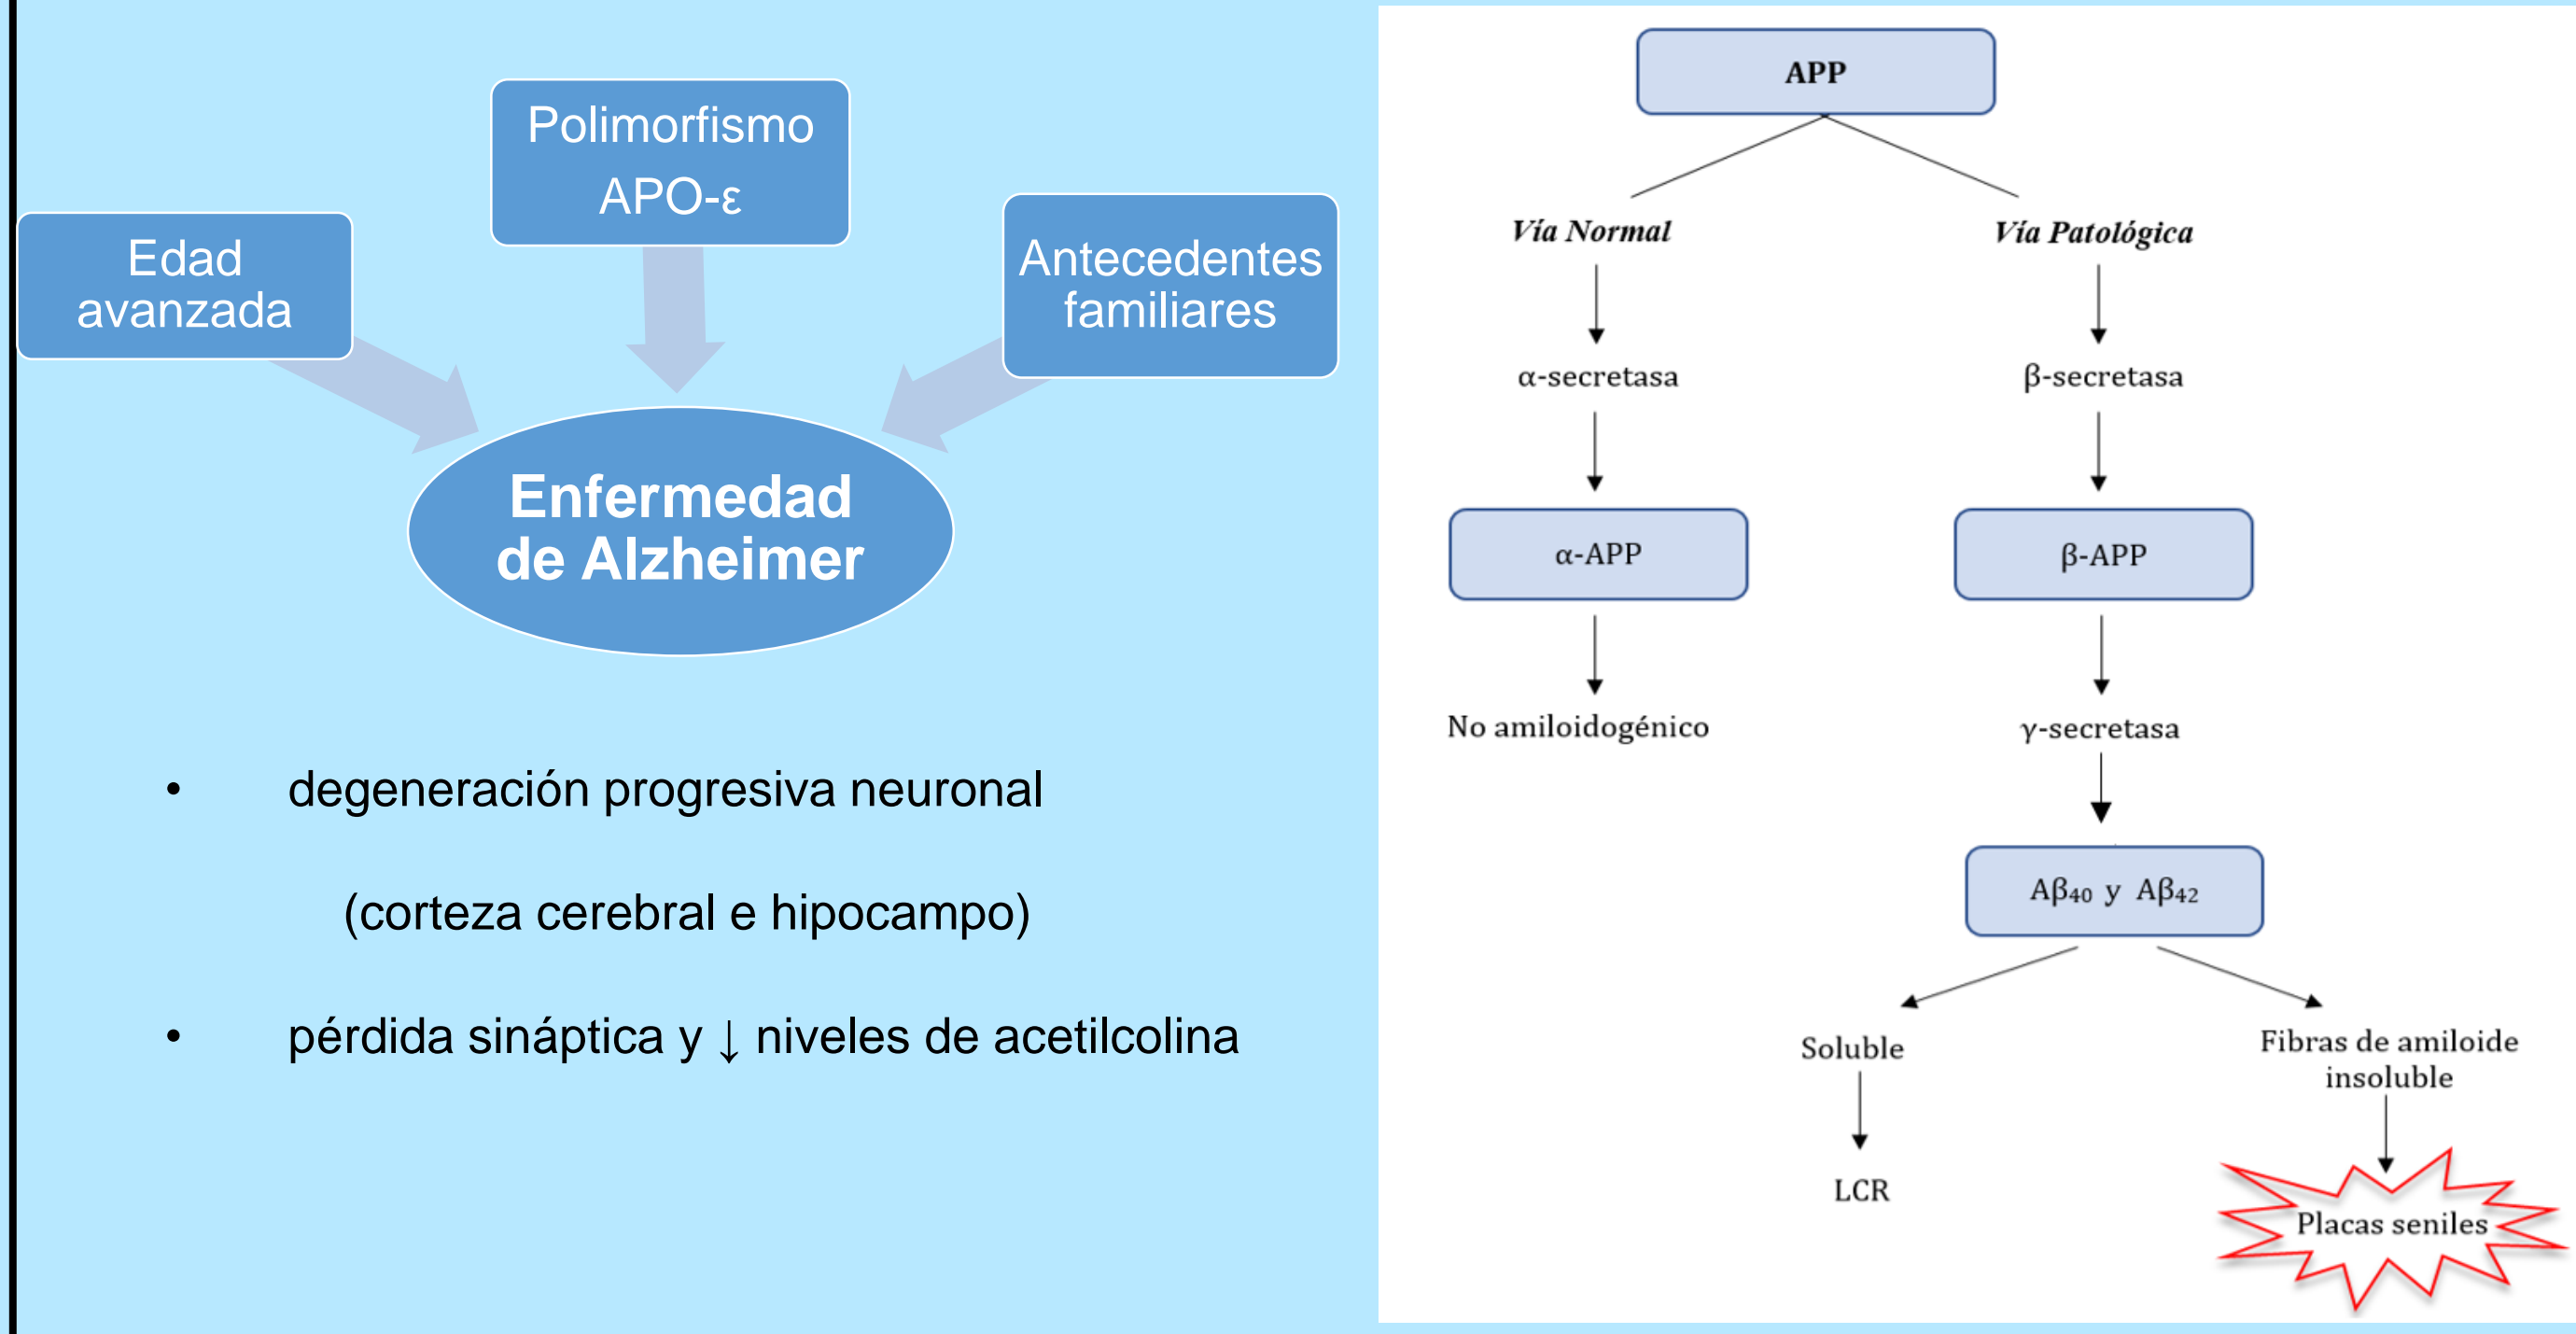 Edad
avanzada
Polimorfismo
APO-ε
Antecedentes
familiares
Enfermedad
de Alzheimer
• degeneración progresiva neuronal
(corteza cerebral e hipocampo)
• pérdida sináptica y ↓ niveles de acetilcolina
APP
Vía Normal
Vía Patológica
α-secretasa
β-secretasa
α-APP
β-APP
No amiloidogénico
γ-secretasa
Aβ₄₀ y Aβ₄₂
Soluble
Fibras de amiloide
insoluble
LCR
Placas seniles